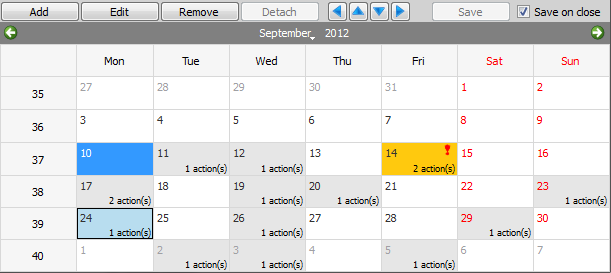 Add Edit Remove Detach Save Save on close
September 2012
Mon Tue Wed Thu Fri Sat Sun
35 27 28 29 30 31 1 2
36 3 4 5 6 7 8 9
37 10 11 12 13 14 15 16
1 action(s) 1 action(s) 2 action(s)
38 17 18 19 20 21 22 23
2 action(s) 1 action(s) 1 action(s) 1 action(s)
39 24 25 26 27 28 29 30
1 action(s) 1 action(s) 1 action(s)
40 1 2 3 4 5 6 7
1 action(s) 1 action(s) 1 action(s)